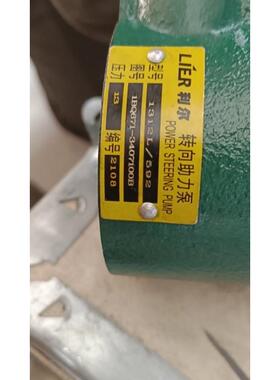 LiER 利尔 转向助力泵
POWER STEERING PUMP
型号 1312L/592
图号 1BQ671-3407100B
压力 13 编号 2108